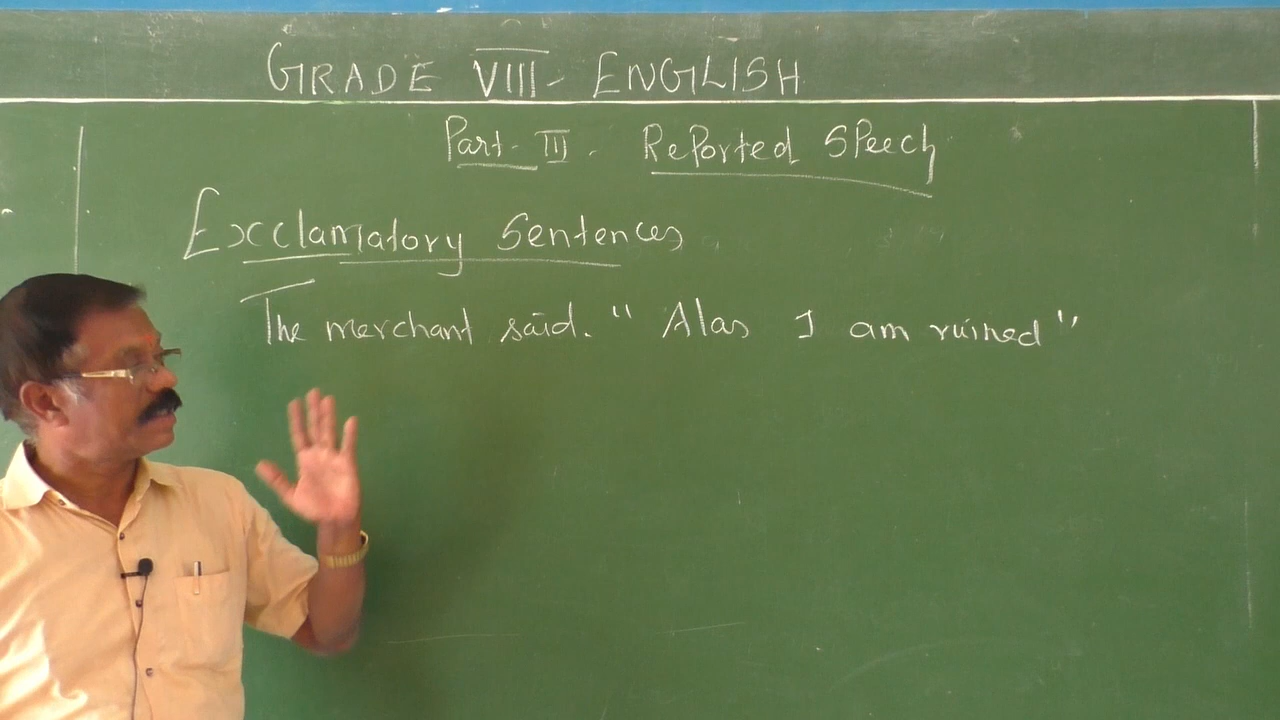 GRADE VIII- ENGLISH
Part- III. Reported Speech
Exclamatory Sentences
The merchant said. " Alas I am ruined "